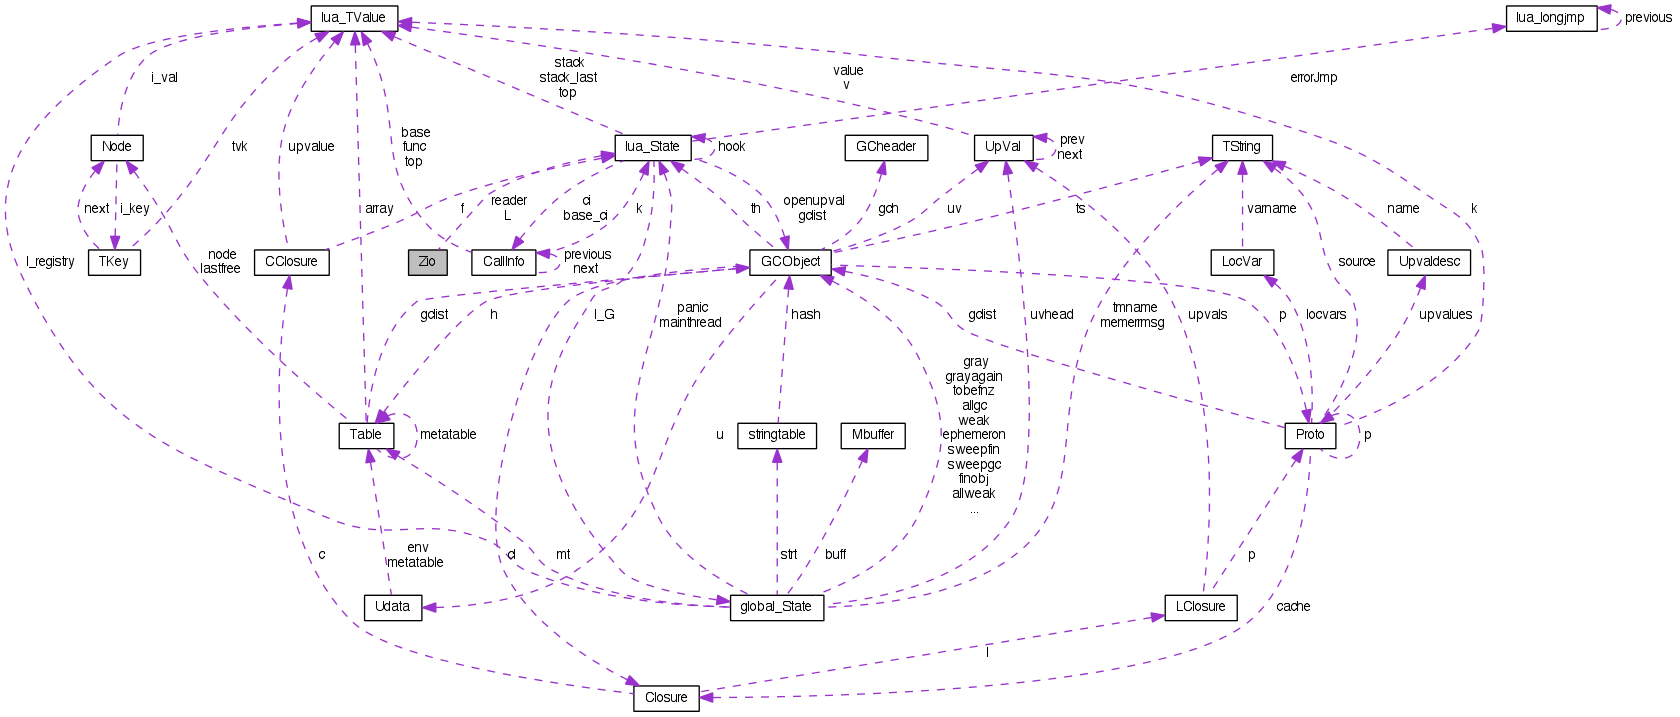 lua_TValue
lua_longjmp
previous
stack
stack_last
top
value
v
i_val
errorJmp
base
func
top
Node
tvk
upvalue
lua_State
hook
GCheader
UpVal
prev
next
TString
next
i_key
array
f
reader
L
ci
base_ci
k
th
openupval
gdist
gch
uv
ts
varname
name
k
l_registry
TKey
CClosure
Zio
CallInfo
previous
next
GCObject
LocVar
source
Upvaldesc
node
lastfree
gdist
h
l_G
panic
mainthread
hash
gdist
uvhead
tmname
memerrmsg
upvals
p
locvars
upvalues
gray
grayagain
tobefnz
allgc
weak
ephemeron
sweepfin
sweepgc
finobj
allweak
...
Table
metatable
u
stringtable
Mbuffer
Proto
p
c
env
metatable
cl
mt
strt
buff
p
Udata
global_State
LClosure
cache
l
Closure